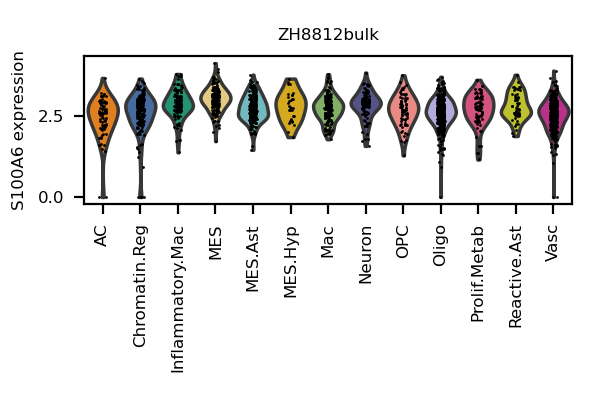 ZH8812bulk
S100A6 expression
2.5
0.0
AC
Chromatin.Reg
Inflammatory.Mac
MES
MES.Ast
MES.Hyp
Mac
Neuron
OPC
Oligo
Prolif.Metab
Reactive.Ast
Vasc